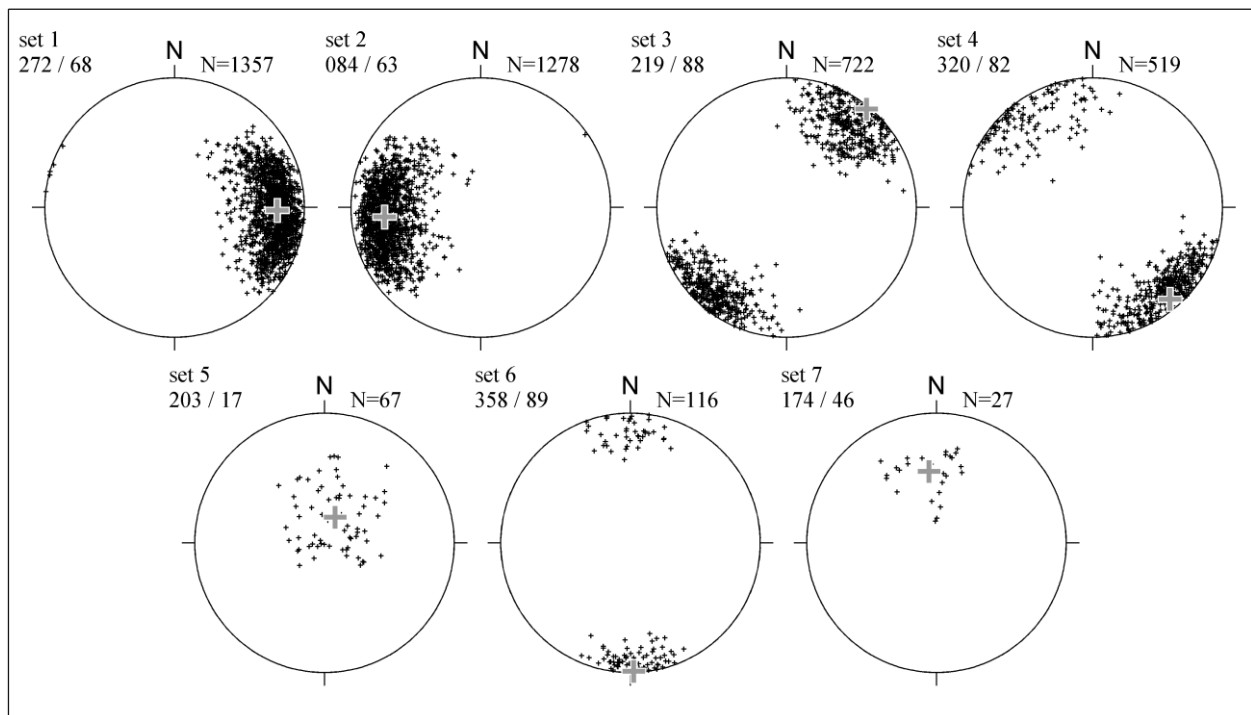 set 1
272 / 68
N
N=1357
set 2
084 / 63
N
N=1278
set 3
219 / 88
N
N=722
set 4
320 / 82
N
N=519
set 5
203 / 17
N
N=67
set 6
358 / 89
N
N=116
set 7
174 / 46
N
N=27